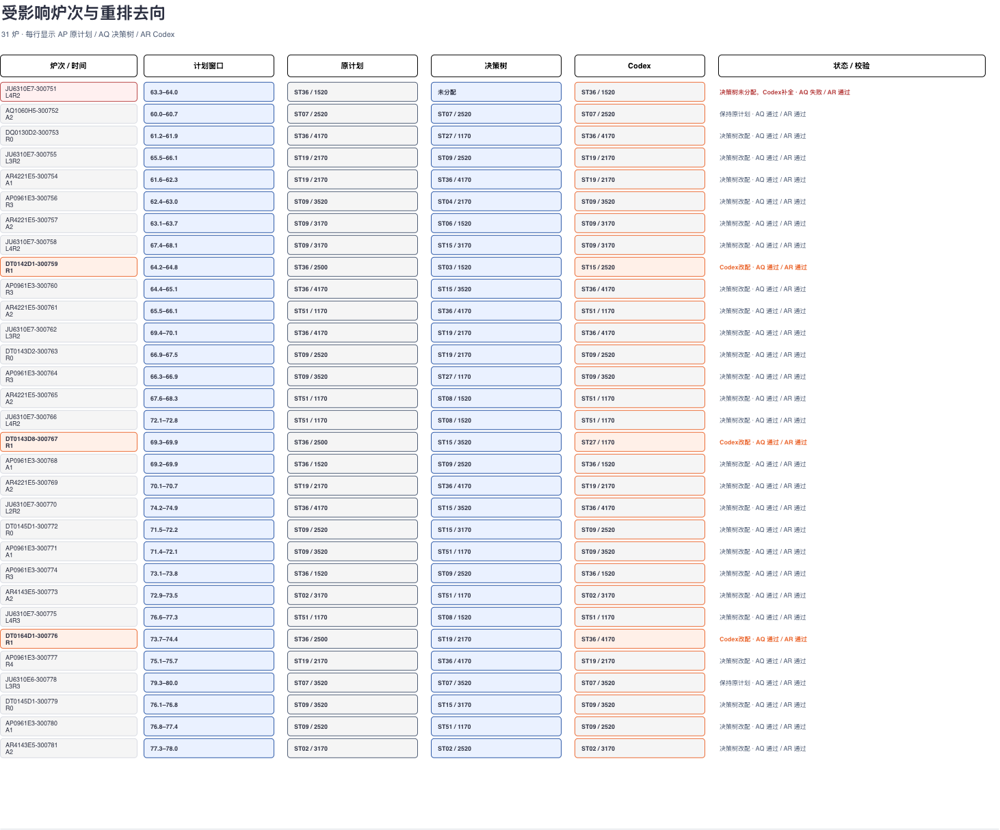 受影响炉次与重排去向
31 炉 · 每行显示 AP 原计划 / AQ 决策树 / AR Codex
炉次 / 时间 计划窗口 原计划 决策树 Codex 状态 / 校验
JU6310E7-300751
L4R2 63.3–64.0 ST36 / 1520 未分配 ST36 / 1520 决策树未分配，Codex补全 · AQ 失败 / AR 通过
AQ1060H5-300752
A2 60.0–60.7 ST07 / 2520 ST07 / 2520 ST07 / 2520 保持原计划 · AQ 通过 / AR 通过
DQ0130D2-300753
R0 61.2–61.9 ST36 / 4170 ST27 / 1170 ST36 / 4170 决策树改配 · AQ 通过 / AR 通过
JU6310E7-300755
L3R2 65.5–66.1 ST19 / 2170 ST09 / 2520 ST19 / 2170 决策树改配 · AQ 通过 / AR 通过
AR4221E5-300754
A1 61.6–62.3 ST19 / 2170 ST36 / 4170 ST19 / 2170 决策树改配 · AQ 通过 / AR 通过
AP0961E3-300756
R3 62.4–63.0 ST09 / 3520 ST04 / 2170 ST09 / 3520 决策树改配 · AQ 通过 / AR 通过
AR4221E5-300757
A2 63.1–63.7 ST09 / 3170 ST06 / 1520 ST09 / 3170 决策树改配 · AQ 通过 / AR 通过
JU6310E7-300758
L4R2 67.4–68.1 ST09 / 3170 ST15 / 3170 ST09 / 3170 决策树改配 · AQ 通过 / AR 通过
DT0142D1-300759
R1 64.2–64.8 ST36 / 2500 ST03 / 1520 ST15 / 2520 Codex改配 · AQ 通过 / AR 通过
AP0961E3-300760
R3 64.4–65.1 ST36 / 4170 ST15 / 3520 ST36 / 4170 决策树改配 · AQ 通过 / AR 通过
AR4221E5-300761
A2 65.5–66.1 ST51 / 1170 ST36 / 4170 ST51 / 1170 决策树改配 · AQ 通过 / AR 通过
JU6310E7-300762
L3R2 69.4–70.1 ST36 / 4170 ST19 / 2170 ST36 / 4170 决策树改配 · AQ 通过 / AR 通过
DT0143D2-300763
R0 66.9–67.5 ST09 / 2520 ST19 / 2170 ST09 / 2520 决策树改配 · AQ 通过 / AR 通过
AP0961E3-300764
R3 66.3–66.9 ST09 / 3520 ST27 / 1170 ST09 / 3520 决策树改配 · AQ 通过 / AR 通过
AR4221E5-300765
A2 67.6–68.3 ST51 / 1170 ST08 / 1520 ST51 / 1170 决策树改配 · AQ 通过 / AR 通过
JU6310E7-300766
L4R2 72.1–72.8 ST51 / 1170 ST08 / 1520 ST51 / 1170 决策树改配 · AQ 通过 / AR 通过
DT0143D8-300767
R1 69.3–69.9 ST36 / 2500 ST15 / 3520 ST27 / 1170 Codex改配 · AQ 通过 / AR 通过
AP0961E3-300768
A1 69.2–69.9 ST36 / 1520 ST09 / 2520 ST36 / 1520 决策树改配 · AQ 通过 / AR 通过
AR4221E5-300769
A2 70.1–70.7 ST19 / 2170 ST36 / 4170 ST19 / 2170 决策树改配 · AQ 通过 / AR 通过
JU6310E7-300770
L2R2 74.2–74.9 ST36 / 4170 ST15 / 3520 ST36 / 4170 决策树改配 · AQ 通过 / AR 通过
DT0145D1-300772
R0 71.5–72.2 ST09 / 2520 ST15 / 3170 ST09 / 2520 决策树改配 · AQ 通过 / AR 通过
AP0961E3-300771
A1 71.4–72.1 ST09 / 3520 ST51 / 1170 ST09 / 3520 决策树改配 · AQ 通过 / AR 通过
AP0961E3-300774
R3 73.1–73.8 ST36 / 1520 ST09 / 2520 ST36 / 1520 决策树改配 · AQ 通过 / AR 通过
AR4143E5-300773
A2 72.9–73.5 ST02 / 3170 ST51 / 1170 ST02 / 3170 决策树改配 · AQ 通过 / AR 通过
JU6310E7-300775
L4R3 76.6–77.3 ST51 / 1170 ST08 / 1520 ST51 / 1170 决策树改配 · AQ 通过 / AR 通过
DT0164D1-300776
R1 73.7–74.4 ST36 / 2500 ST19 / 2170 ST36 / 4170 Codex改配 · AQ 通过 / AR 通过
AP0961E3-300777
R4 75.1–75.7 ST19 / 2170 ST36 / 4170 ST19 / 2170 决策树改配 · AQ 通过 / AR 通过
JU6310E6-300778
L3R3 79.3–80.0 ST07 / 3520 ST07 / 3520 ST07 / 3520 保持原计划 · AQ 通过 / AR 通过
DT0145D1-300779
R0 76.1–76.8 ST09 / 3520 ST15 / 3170 ST09 / 3520 决策树改配 · AQ 通过 / AR 通过
AP0961E3-300780
A1 76.8–77.4 ST09 / 2520 ST51 / 1170 ST09 / 2520 决策树改配 · AQ 通过 / AR 通过
AR4143E5-300781
A2 77.3–78.0 ST02 / 3170 ST02 / 2520 ST02 / 3170 决策树改配 · AQ 通过 / AR 通过